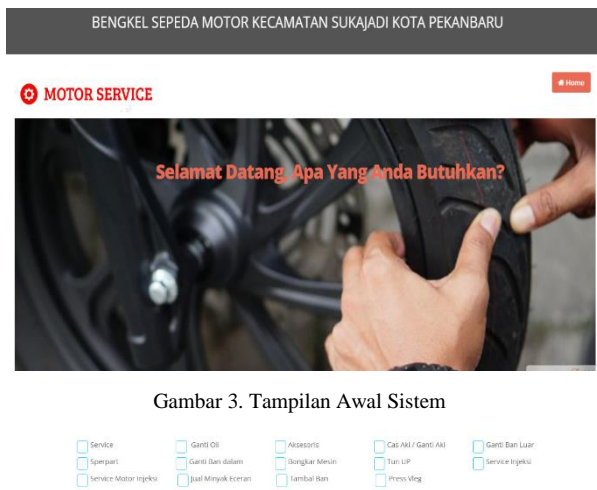 BENGKEL SEPEDA MOTOR KECAMATAN SUKAJADI KOTA PEKANBARU
Home
MOTOR SERVICE
Selamat Datang, Apa Yang Anda Butuhkan?
Gambar 3. Tampilan Awal Sistem
Service Ganti Oli Aksesoris Cas Aki / Ganti Aki Ganti Ban Luar
Sperpart Ganti Ban dalam Bongkar Mesin Tun UP Service Injeksi
Service Motor Injeksi Jual Minyak Eceran Tambal Ban Press Vleg